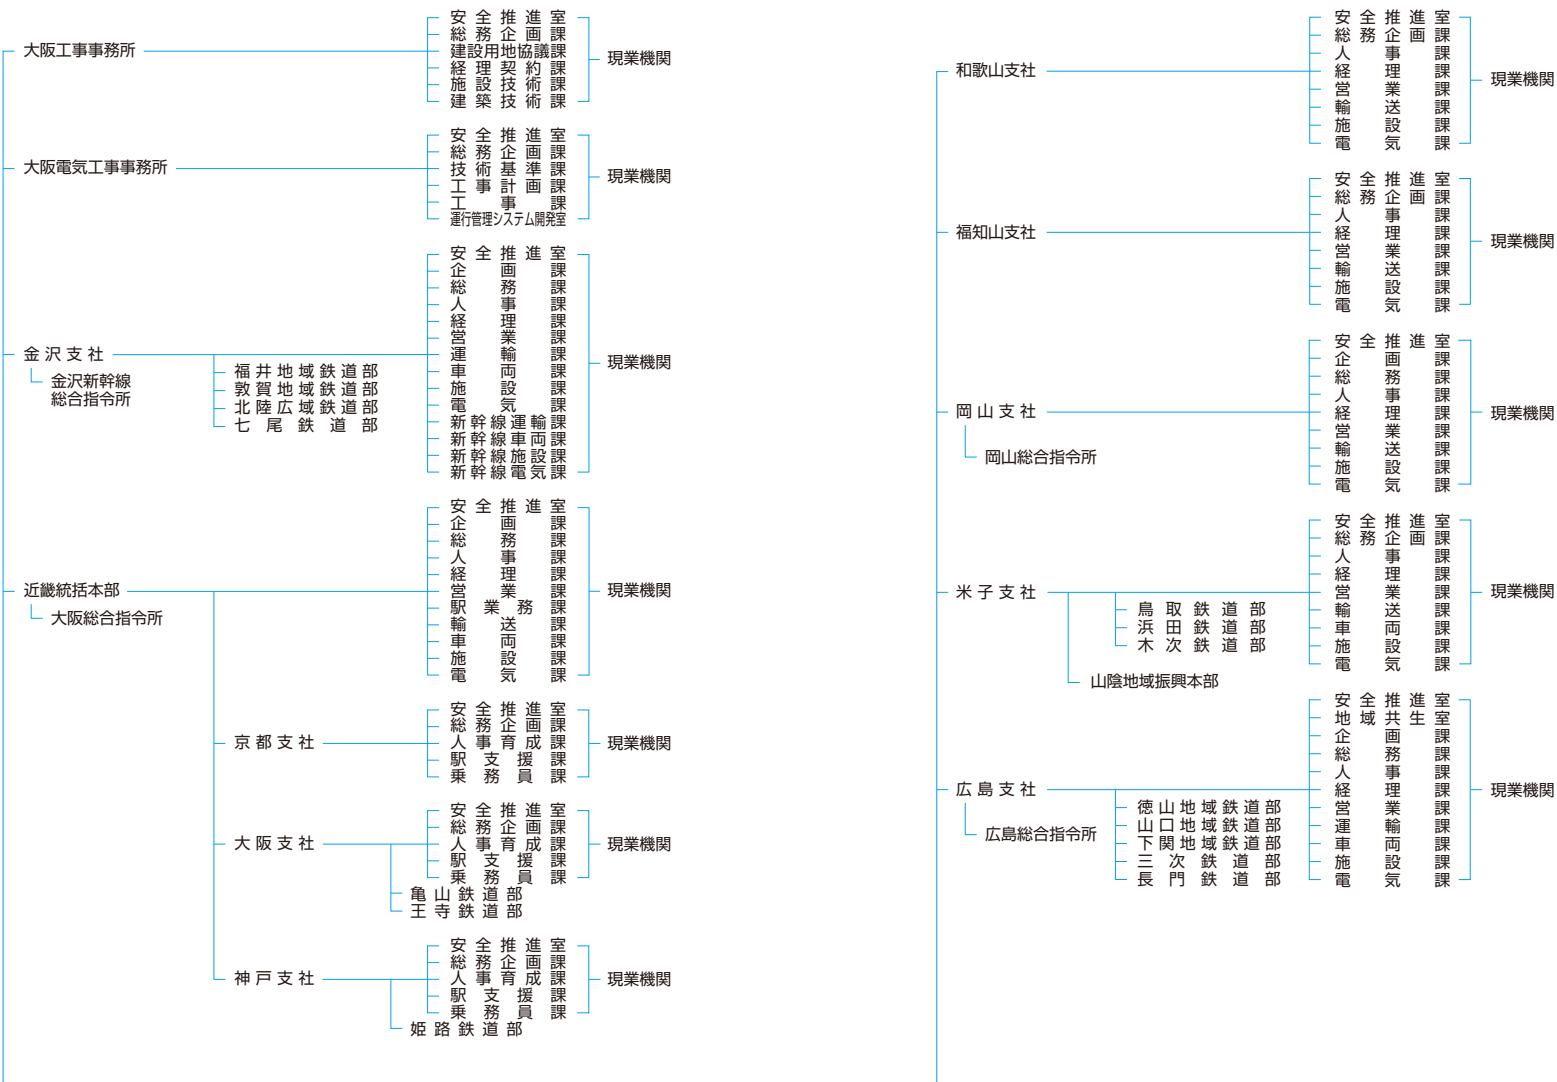 大阪工事事務所
安全推進室
総務企画課
建設用地協議課
経理契約課
施設技術課
建築技術課
現業機関
大阪電気工事事務所
安全推進室
総務企画課
技術基準課
工事計画課
工事課
運行管理システム開発室
現業機関
金沢支社
金沢新幹線
総合指令所
福井地域鉄道部
敦賀地域鉄道部
北陸広域鉄道部
七尾鉄道部
安全推進室
企画課
総務課
人事課
経理課
営業課
運輸課
車両課
施設課
電気課
新幹線運輸課
新幹線車両課
新幹線施設課
新幹線電気課
現業機関
近畿統括本部
大阪総合指令所
安全推進室
企画課
総務課
人事課
経理課
営業課
駅業務課
輸送課
車両課
施設課
電気課
現業機関
京都支社
安全推進室
総務企画課
人事育成課
駅支援課
乗務員課
現業機関
大阪支社
安全推進室
総務企画課
人事育成課
駅支援課
乗務員課
現業機関
亀山鉄道部
王寺鉄道部
神戸支社
安全推進室
総務企画課
人事育成課
駅支援課
乗務員課
現業機関
姫路鉄道部
和歌山支社
安全推進室
総務企画課
人事課
経理課
営業課
輸送課
施設課
電気課
現業機関
福知山支社
安全推進室
総務企画課
人事課
経理課
営業課
輸送課
施設課
電気課
現業機関
岡山支社
岡山総合指令所
安全推進室
企画課
総務課
人事課
経理課
営業課
輸送課
施設課
電気課
現業機関
米子支社
鳥取鉄道部
浜田鉄道部
木次鉄道部
山陰地域振興本部
安全推進室
総務企画課
人事課
経理課
営業課
輸送課
車両課
施設課
電気課
現業機関
広島支社
広島総合指令所
徳山地域鉄道部
山口地域鉄道部
下関地域鉄道部
三次鉄道部
長門鉄道部
安全推進室
地域共生室
企画課
総務課
人事課
経理課
営業課
運輸課
車両課
施設課
電気課
現業機関